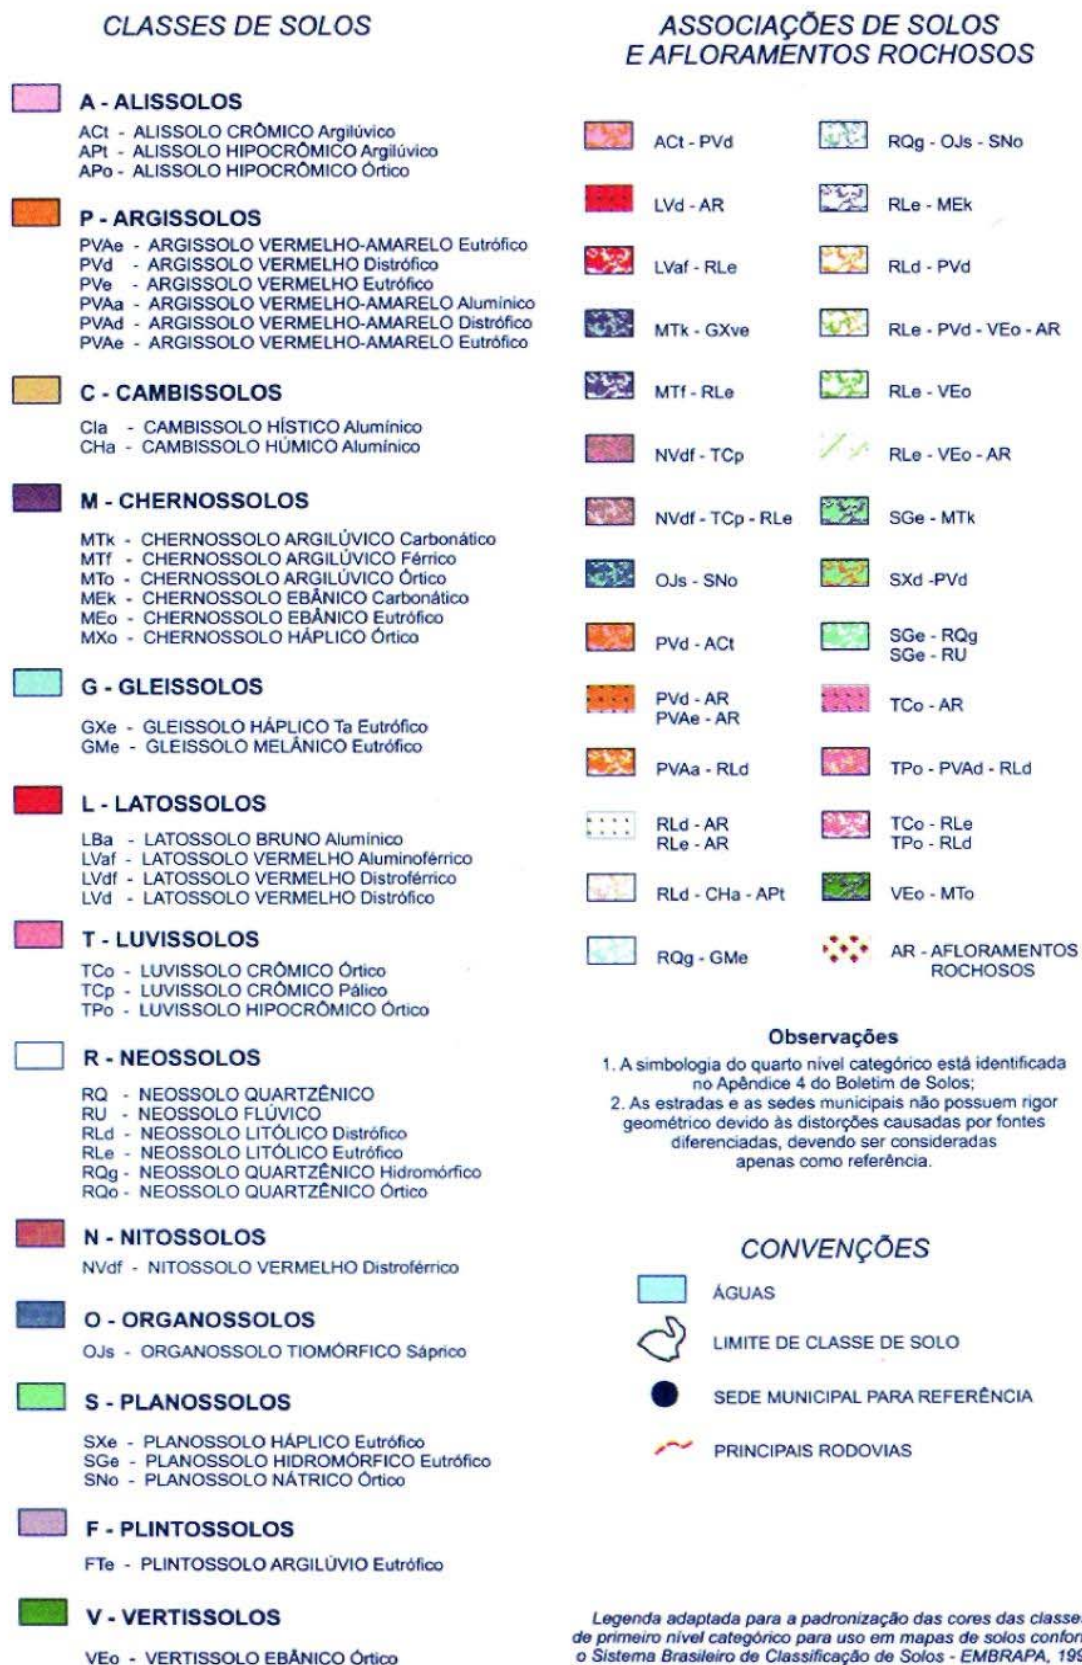 CLASSES DE SOLOS
A - ALISSOLOS
ACt - ALISSOLO CRÔMICO Argilúvico
APt - ALISSOLO HIPOCRÔMICO Argilúvico
APo - ALISSOLO HIPOCRÔMICO Órtico
P - ARGISSOLOS
PVAe - ARGISSOLO VERMELHO-AMARELO Eutrófico
PVd - ARGISSOLO VERMELHO Distrófico
PVe - ARGISSOLO VERMELHO Eutrófico
PVAa - ARGISSOLO VERMELHO-AMARELO Alumínico
PVAd - ARGISSOLO VERMELHO-AMARELO Distrófico
PVAe - ARGISSOLO VERMELHO-AMARELO Eutrófico
C - CAMBISSOLOS
CIa - CAMBISSOLO HÍSTICO Alumínico
CHa - CAMBISSOLO HÚMICO Alumínico
M - CHERNOSSOLOS
MTk - CHERNOSSOLO ARGILÚVICO Carbonático
MTf - CHERNOSSOLO ARGILÚVICO Férrico
MTo - CHERNOSSOLO ARGILÚVICO Órtico
MEk - CHERNOSSOLO EBÂNICO Carbonático
MEo - CHERNOSSOLO EBÂNICO Eutrófico
MXo - CHERNOSSOLO HÁPLICO Órtico
G - GLEISSOLOS
GXe - GLEISSOLO HÁPLICO Ta Eutrófico
GMe - GLEISSOLO MELÂNICO Eutrófico
L - LATOSSOLOS
LBa - LATOSSOLO BRUNO Alumínico
LVaf - LATOSSOLO VERMELHO Aluminoférrico
LVdf - LATOSSOLO VERMELHO Distroférrico
LVd - LATOSSOLO VERMELHO Distrófico
T - LUVISSOLOS
TCo - LUVISSOLO CRÔMICO Órtico
TCp - LUVISSOLO CRÔMICO Pálico
TPo - LUVISSOLO HIPOCRÔMICO Órtico
R - NEOSSOLOS
RQ - NEOSSOLO QUARTZÊNICO
RU - NEOSSOLO FLÚVICO
RLd - NEOSSOLO LITÓLICO Distrófico
RLe - NEOSSOLO LITÓLICO Eutrófico
RQg - NEOSSOLO QUARTZÊNICO Hidromórfico
RQo - NEOSSOLO QUARTZÊNICO Órtico
N - NITOSSOLOS
NVdf - NITOSSOLO VERMELHO Distroférrico
O - ORGANOSSOLOS
OJs - ORGANOSSOLO TIOMÓRFICO Sáprico
S - PLANOSSOLOS
SXe - PLANOSSOLO HÁPLICO Eutrófico
SGe - PLANOSSOLO HIDROMÓRFICO Eutrófico
SNo - PLANOSSOLO NÁTRICO Órtico
F - PLINTOSSOLOS
FTe - PLINTOSSOLO ARGILÚVIO Eutrófico
V - VERTISSOLOS
VEo - VERTISSOLO EBÂNICO Órtico
ASSOCIAÇÕES DE SOLOS
E AFLORAMENTOS ROCHOSOS
ACt - PVd
LVd - AR
LVaf - RLe
MTk - GXve
MTf - RLe
NVdf - TCp
NVdf - TCp - RLe
OJs - SNo
PVd - ACt
PVd - AR
PVAe - AR
PVAa - RLd
RLd - AR
RLe - AR
RLd - CHa - APt
RQg - GMe
RQg - OJs - SNo
RLe - MEk
RLd - PVd
RLe - PVd - VEo - AR
RLe - VEo
RLe - VEo - AR
SGe - MTk
SXd -PVd
SGe - RQg
SGe - RU
TCo - AR
TPo - PVAd - RLd
TCo - RLe
TPo - RLd
VEo - MTo
AR - AFLORAMENTOS
ROCHOSOS
Observações
1. A simbologia do quarto nível categórico está identificada
no Apêndice 4 do Boletim de Solos;
2. As estradas e as sedes municipais não possuem rigor
geométrico devido às distorções causadas por fontes
diferenciadas, devendo ser consideradas
apenas como referência.
CONVENÇÕES
ÁGUAS
LIMITE DE CLASSE DE SOLO
SEDE MUNICIPAL PARA REFERÊNCIA
PRINCIPAIS RODOVIAS
Legenda adaptada para a padronização das cores das classe
de primeiro nível categórico para uso em mapas de solos confor
o Sistema Brasileiro de Classificação de Solos - EMBRAPA, 199